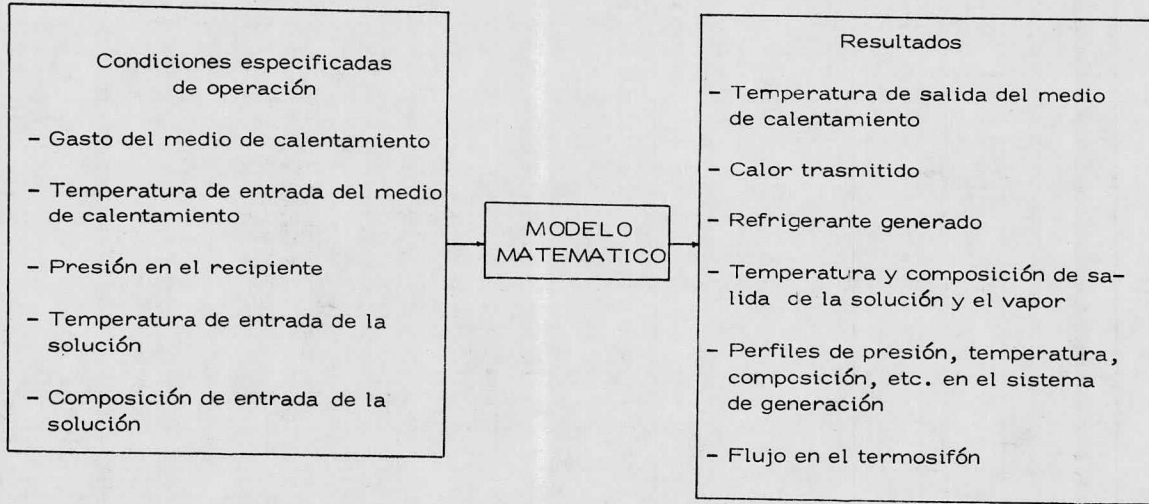 Condiciones especificadas
de operación
- Gasto del medio de calentamiento
- Temperatura de entrada del medio
de calentamiento
- Presión en el recipiente
- Temperatura de entrada de la
solución
- Composición de entrada de la
solución
MODELO
MATEMATICO
Resultados
- Temperatura de salida del medio
de calentamiento
- Calor trasmitido
- Refrigerante generado
- Temperatura y composición de sa-
lida de la solución y el vapor
- Perfiles de presión, temperatura,
composición, etc. en el sistema
de generación
- Flujo en el termosifón